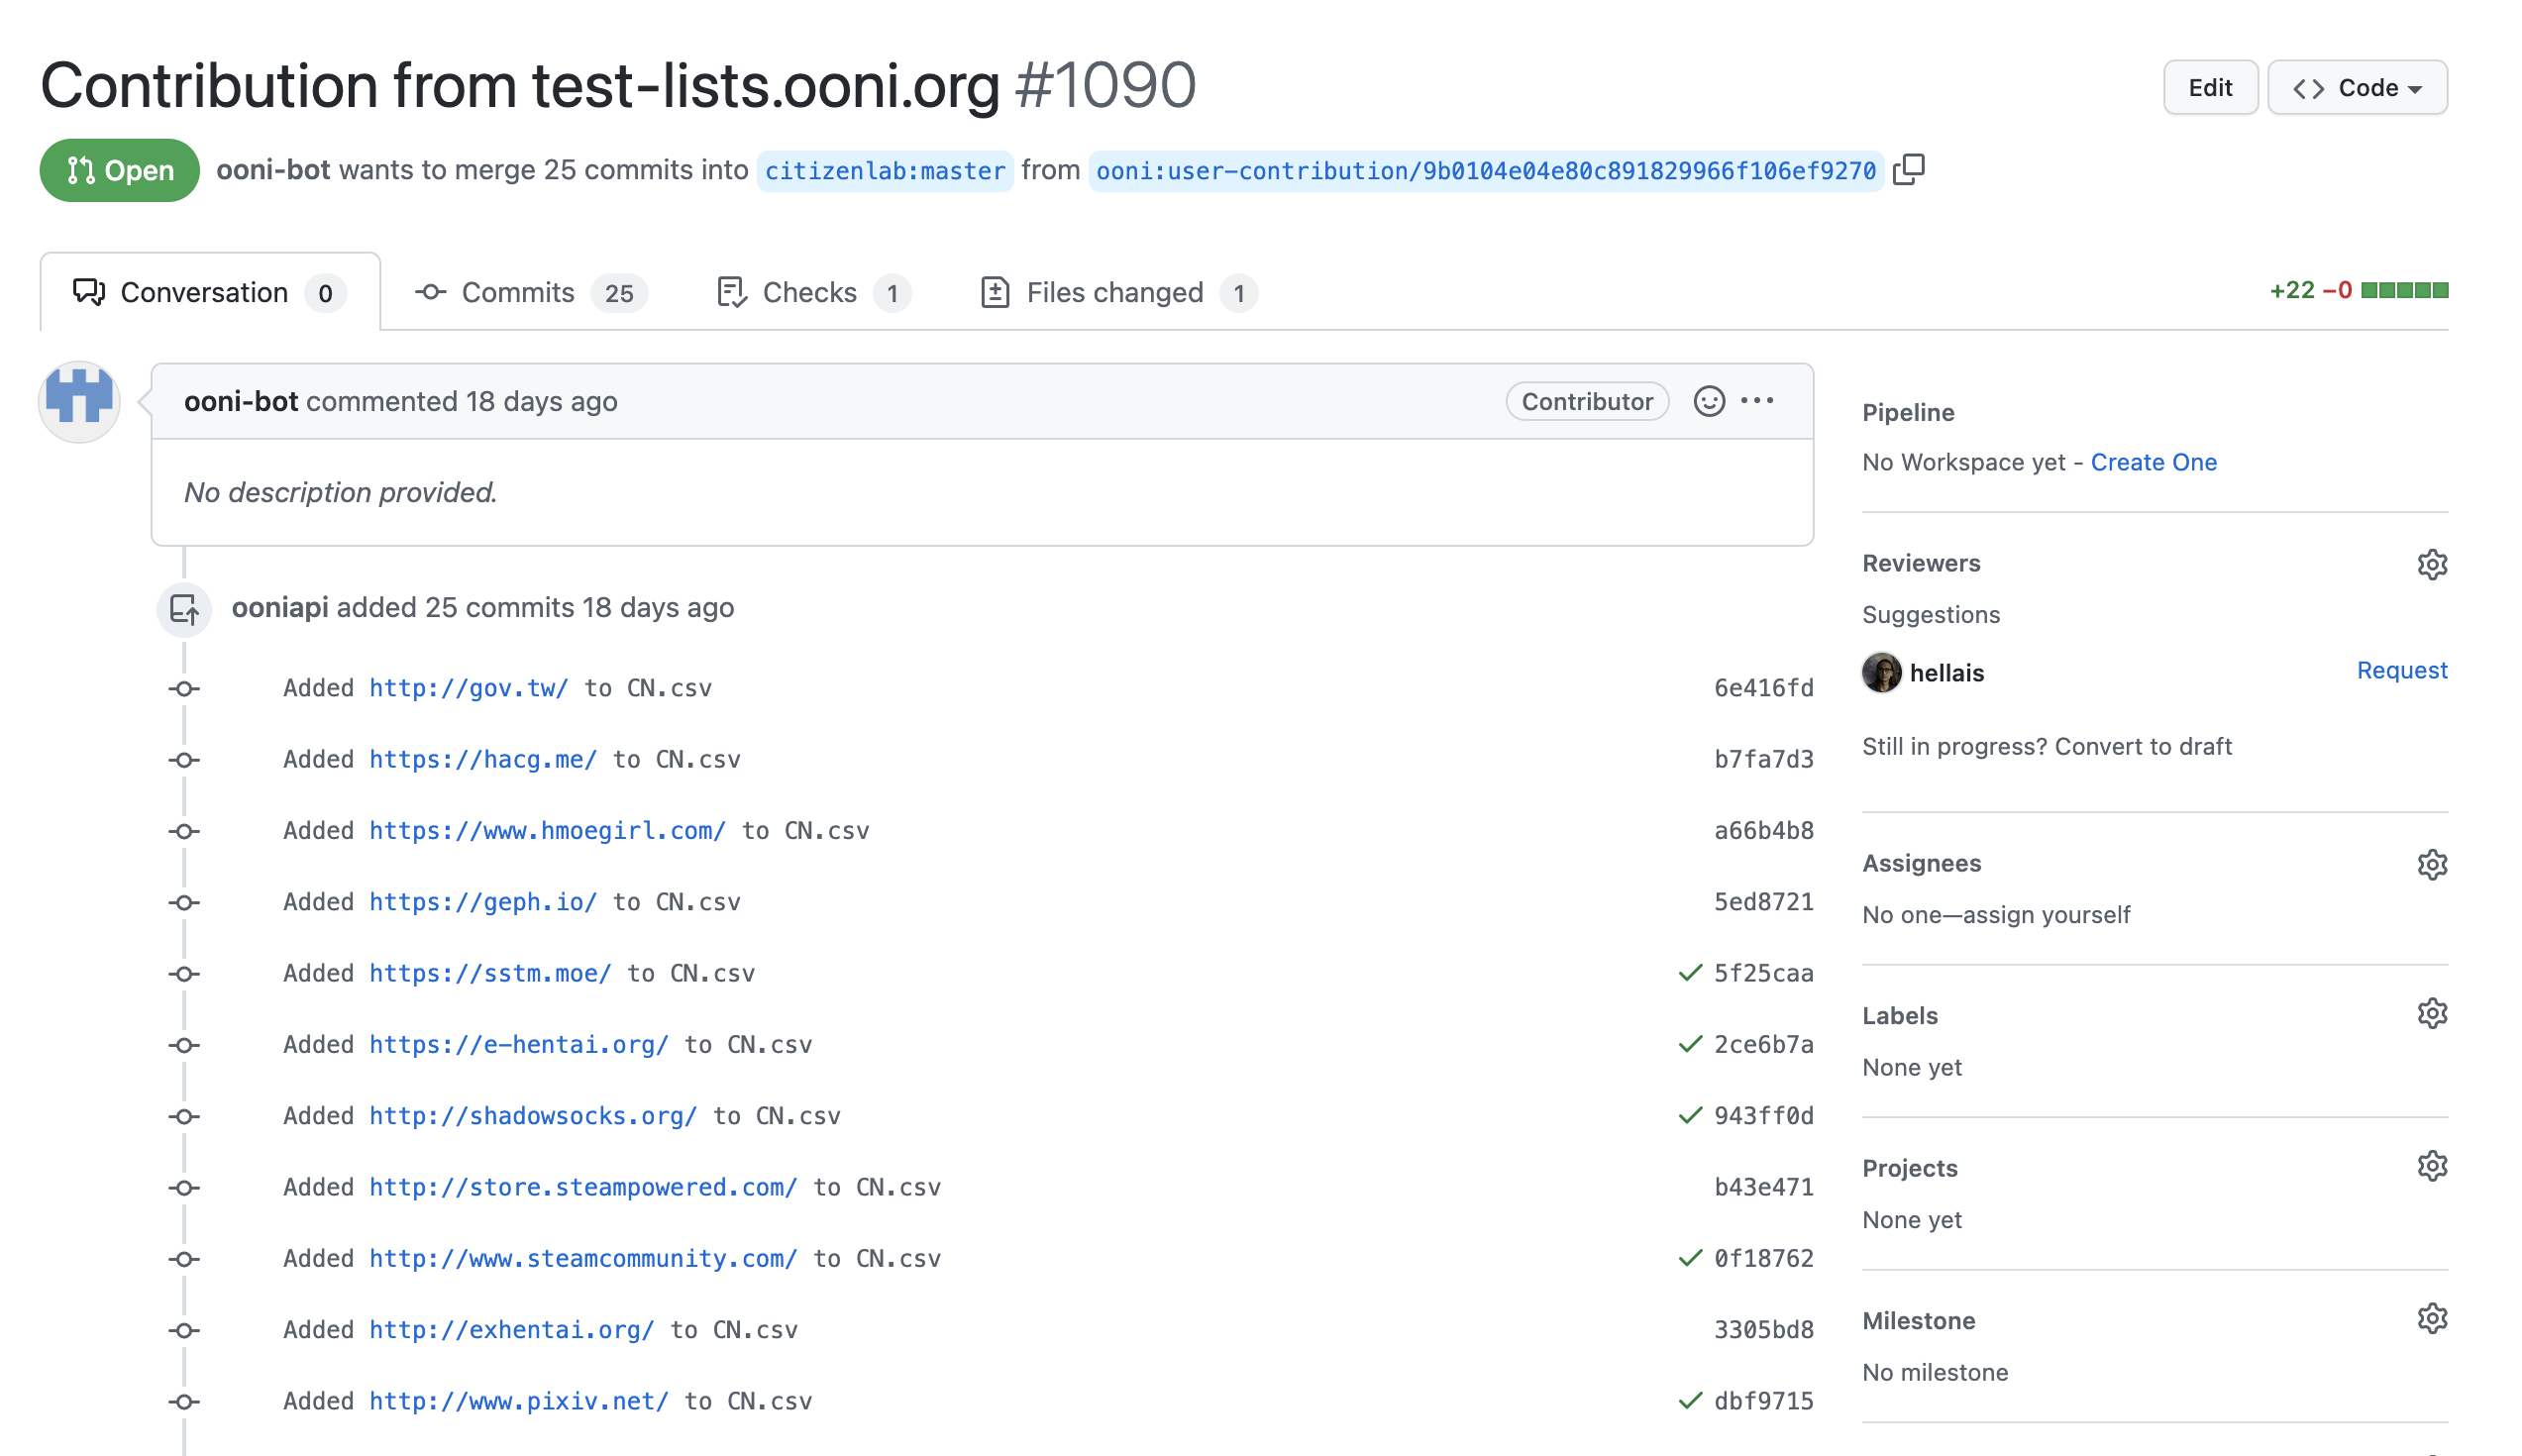 Contribution from test-lists.ooni.org #1090
Edit
Code
Open
ooni-bot wants to merge 25 commits into citizenlab:master from ooni:user-contribution/9b0104e04e80c891829966f106ef9270
Conversation 0
Commits 25
Checks 1
Files changed 1
+22 −0
ooni-bot commented 18 days ago
Contributor
No description provided.
ooniapi added 25 commits 18 days ago
Added http://gov.tw/ to CN.csv 6e416fd
Added https://hacg.me/ to CN.csv b7fa7d3
Added https://www.hmoegirl.com/ to CN.csv a66b4b8
Added https://geph.io/ to CN.csv 5ed8721
Added https://sstm.moe/ to CN.csv 5f25caa
Added https://e-hentai.org/ to CN.csv 2ce6b7a
Added http://shadowsocks.org/ to CN.csv 943ff0d
Added http://store.steampowered.com/ to CN.csv b43e471
Added http://www.steamcommunity.com/ to CN.csv 0f18762
Added http://exhentai.org/ to CN.csv 3305bd8
Added http://www.pixiv.net/ to CN.csv dbf9715
Pipeline
No Workspace yet - Create One
Reviewers
Suggestions
hellais Request
Still in progress? Convert to draft
Assignees
No one—assign yourself
Labels
None yet
Projects
None yet
Milestone
No milestone